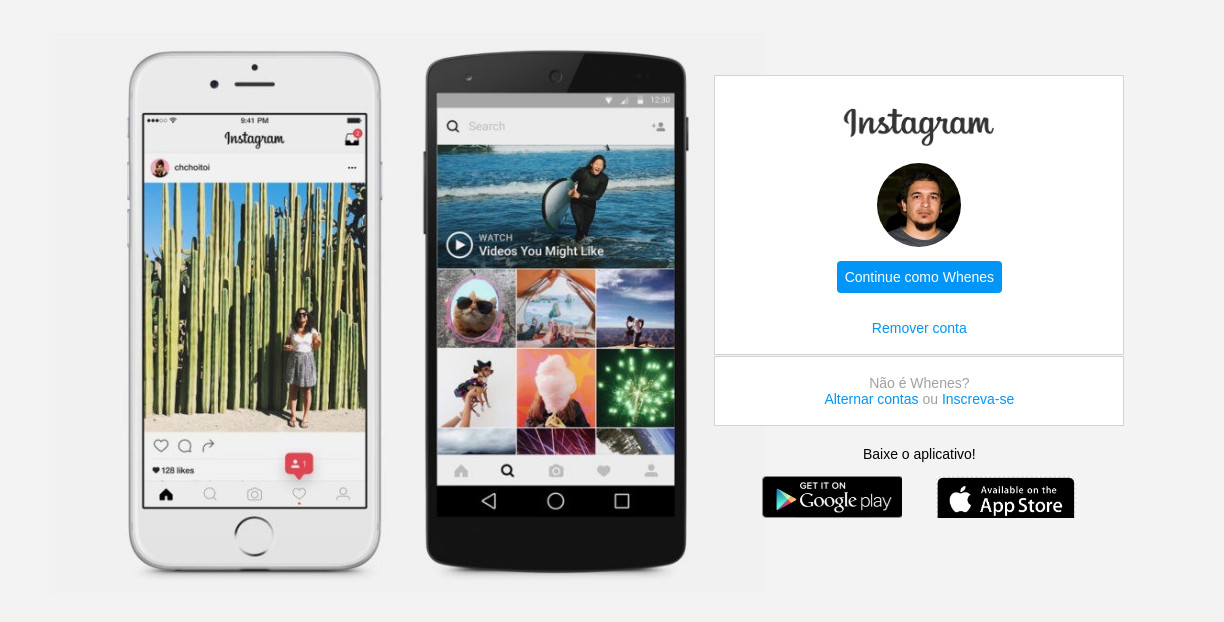 9:41 PM
Instagram
2
chchoitoi
128 likes
1
12:30
Search
WATCH
Videos You Might Like
Instagram
Continue como Whenes
Remover conta
Não é Whenes?
Alternar contas ou Inscreva-se
Baixe o aplicativo!
GET IT ON
Google play
Available on the
App Store